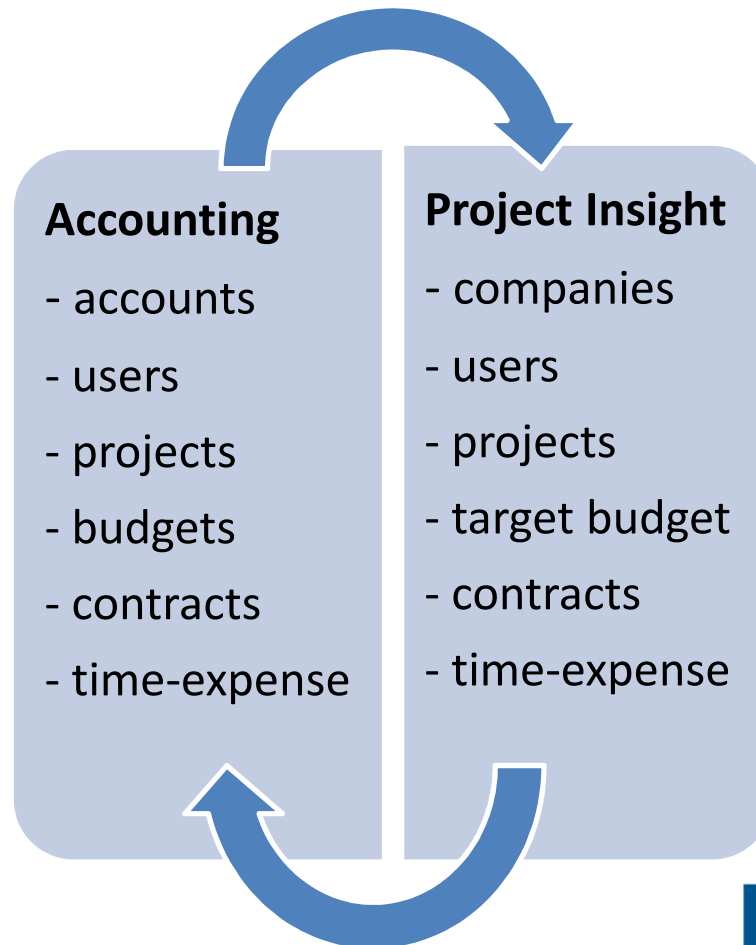 Accounting
- accounts
- users
- projects
- budgets
- contracts
- time-expense
Project Insight
- companies
- users
- projects
- target budget
- contracts
- time-expense